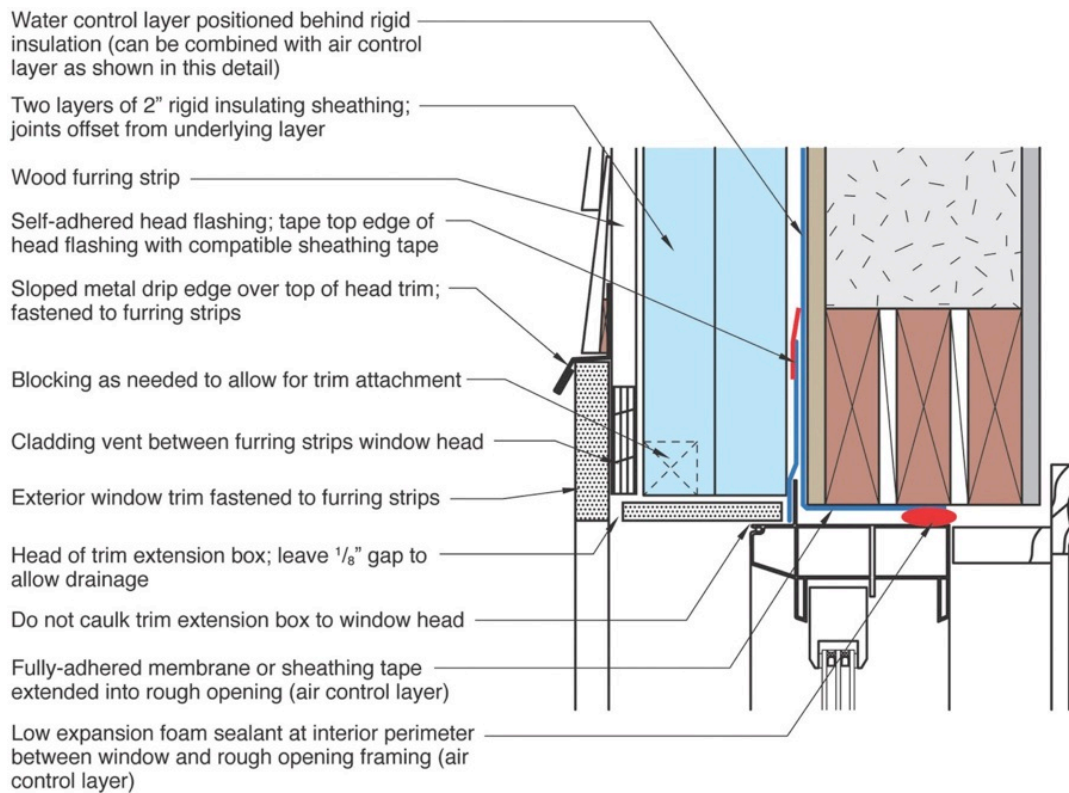 Water control layer positioned behind rigid
insulation (can be combined with air control
layer as shown in this detail)
Two layers of 2” rigid insulating sheathing;
joints offset from underlying layer
Wood furring strip
Self-adhered head flashing; tape top edge of
head flashing with compatible sheathing tape
Sloped metal drip edge over top of head trim;
fastened to furring strips
Blocking as needed to allow for trim attachment
Cladding vent between furring strips window head
Exterior window trim fastened to furring strips
Head of trim extension box; leave 1/8” gap to
allow drainage
Do not caulk trim extension box to window head
Fully-adhered membrane or sheathing tape
extended into rough opening (air control layer)
Low expansion foam sealant at interior perimeter
between window and rough opening framing (air
control layer)